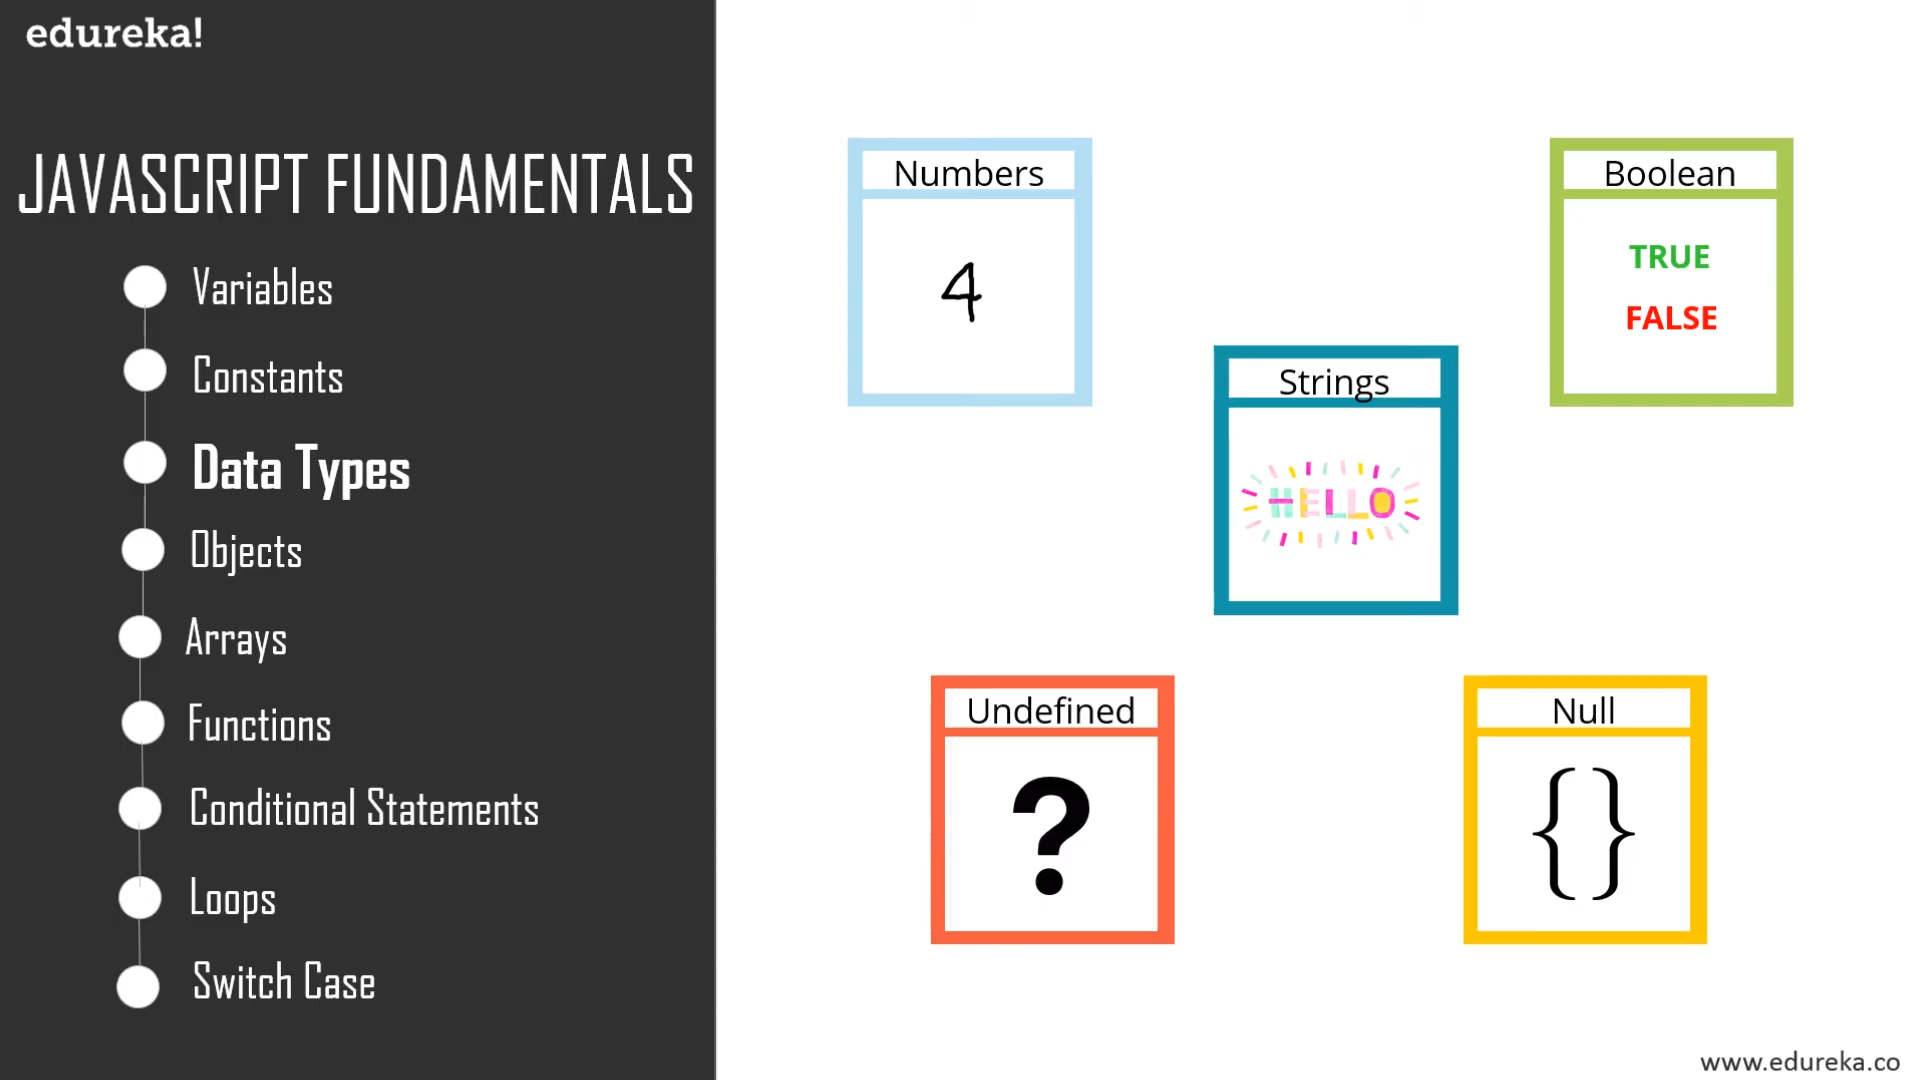 edureka!
JAVASCRIPT FUNDAMENTALS
Variables
Constants
Data Types
Objects
Arrays
Functions
Conditional Statements
Loops
Switch Case
Numbers
4
Boolean
TRUE
FALSE
Strings
HELLO
Undefined
?
Null
{}
www.edureka.co